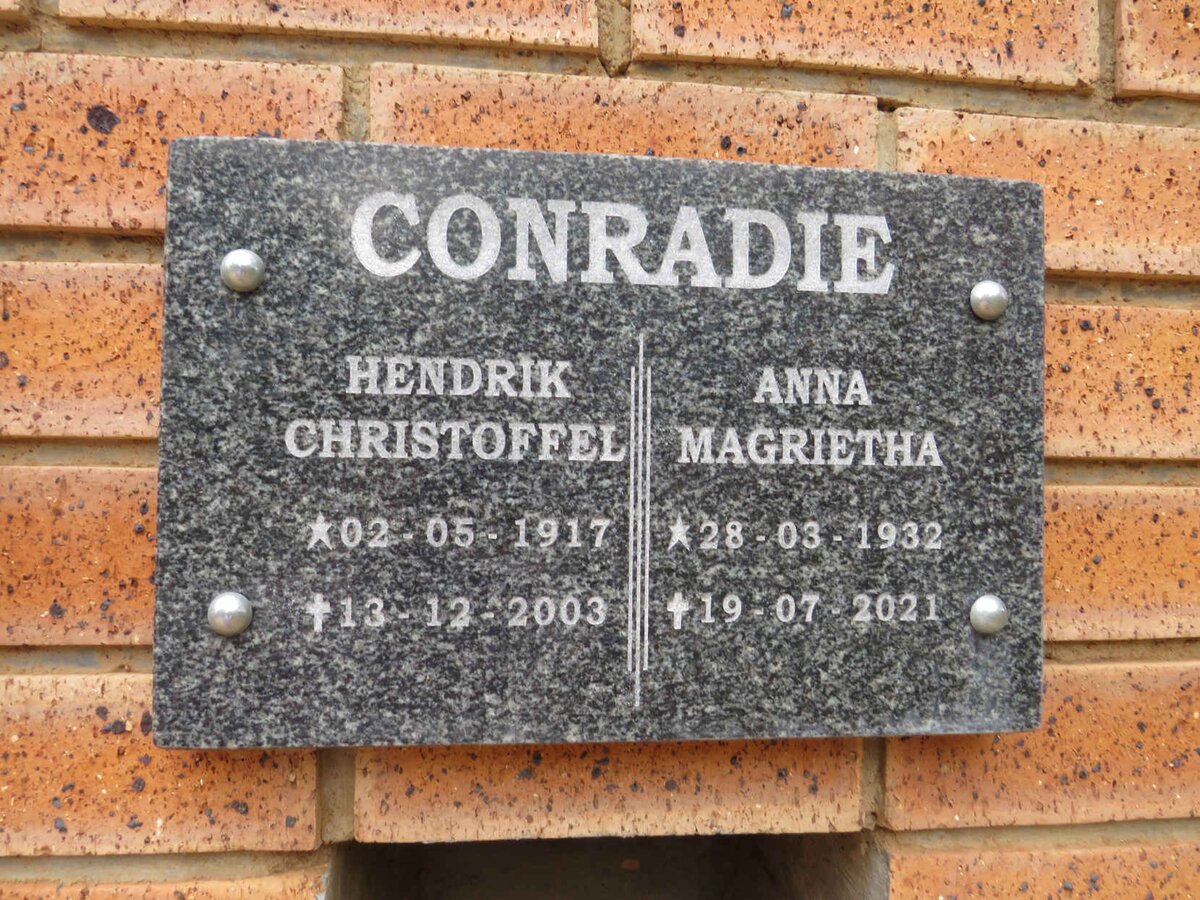 CONRADIE
HENDRIK
CHRISTOFFEL
★02-05-1917
✝13-12-2003
ANNA
MAGRIETHA
★28-03-1932
✝19-07-2021